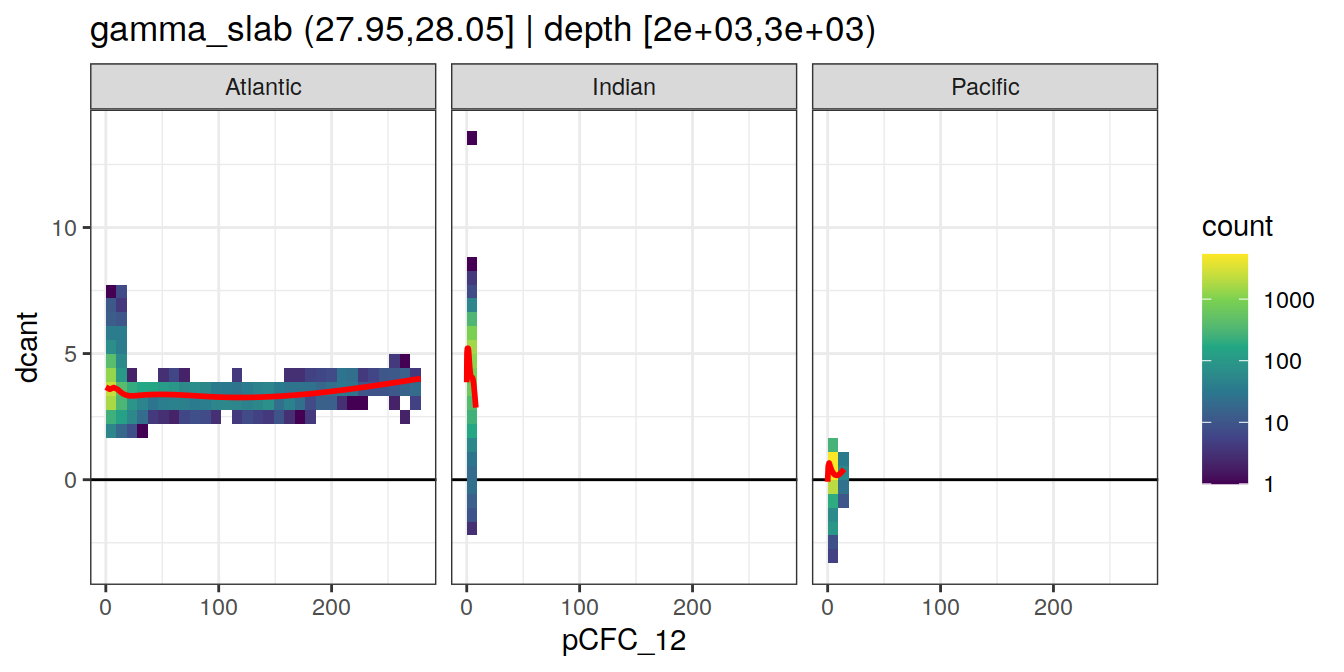 gamma_slab (27.95,28.05] | depth [2e+03,3e+03)
Atlantic Indian Pacific
count
10
1000
5
100
10
0
1
dcant
0 100 200 0 100 200 0 100 200
pCFC_12